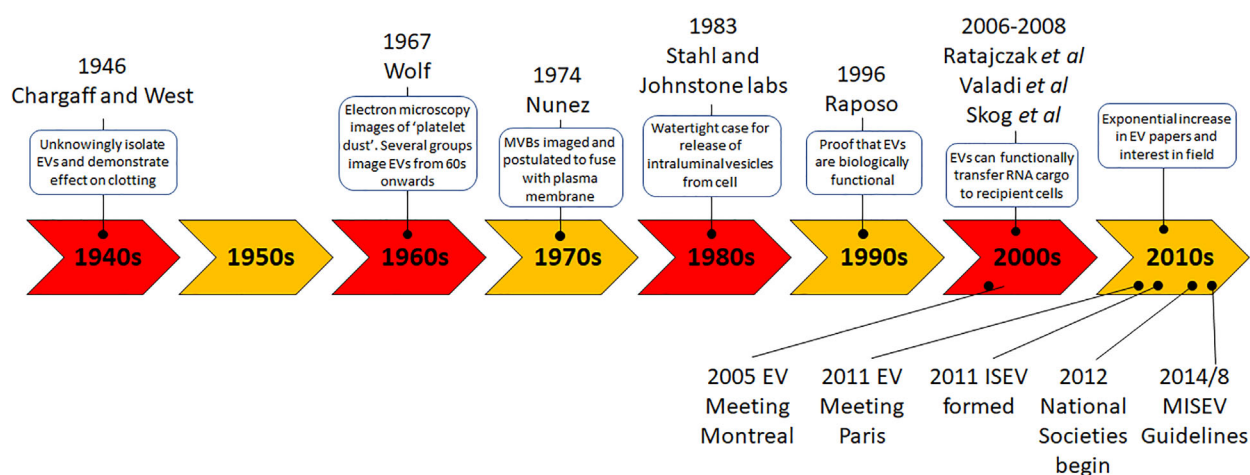 1946
Chargaff and West
Unknowingly isolate
EVs and demonstrate
effect on clotting
1967
Wolf
Electron microscopy
images of ‘platelet
dust’. Several groups
image EVs from 60s
onwards
1974
Nunez
MVBs imaged and
postulated to fuse
with plasma
membrane
1983
Stahl and
Johnstone labs
Watertight case for
release of
intraluminal vesicles
from cell
1996
Raposo
Proof that EVs
are biologically
functional
2006-2008
Ratajczak et al
Valadi et al
Skog et al
EVs can functionally
transfer RNA cargo
to recipient cells
Exponential increase
in EV papers and
interest in field
1940s
1950s
1960s
1970s
1980s
1990s
2000s
2010s
2005 EV
Meeting
Montreal
2011 EV
Meeting
Paris
2011 ISEV
formed
2012
National
Societies
begin
2014/8
MISEV
Guidelines